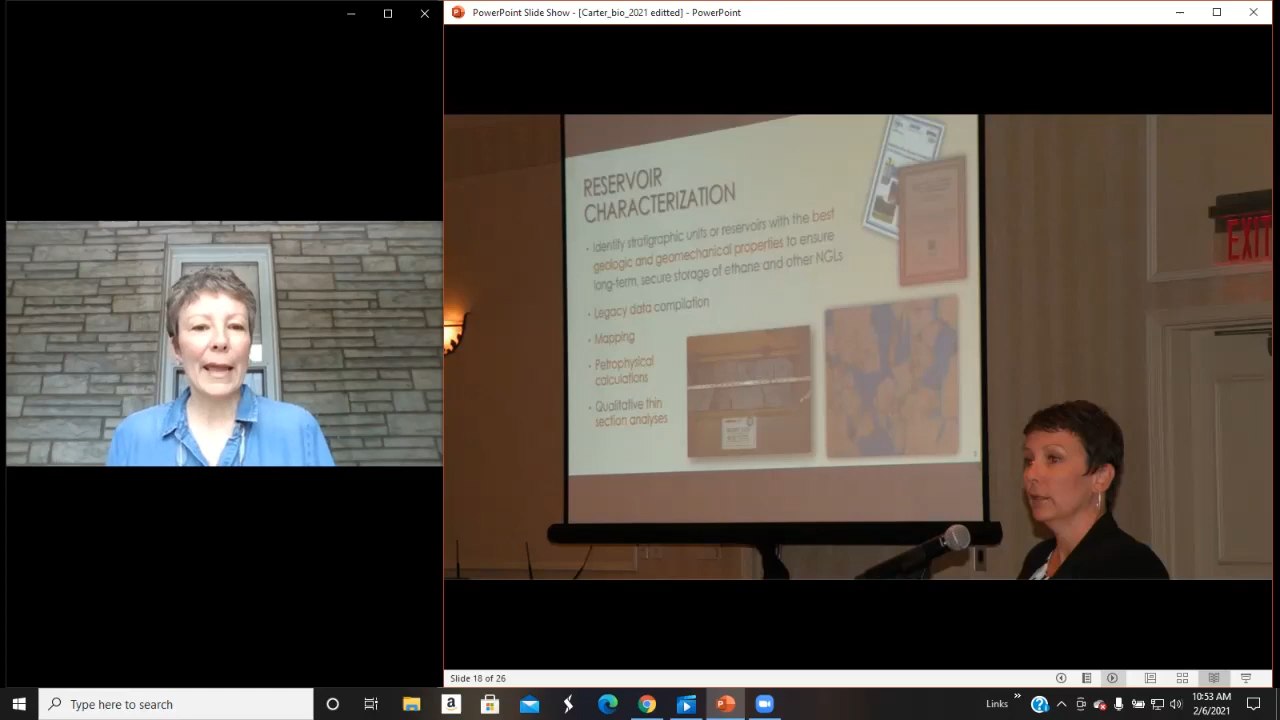 PowerPoint Slide Show - [Carter_bio_2021 editted] - PowerPoint
RESERVOIR
CHARACTERIZATION
• Identify stratigraphic units or reservoirs with the best
geologic and geomechanical properties to ensure
long-term, secure storage of ethane and other NGLs
• Legacy data compilation
• Mapping
• Petrophysical
calculations
• Qualitative thin
section analyses
EXIT
Slide 18 of 26
Type here to search
Links
10:53 AM
2/6/2021